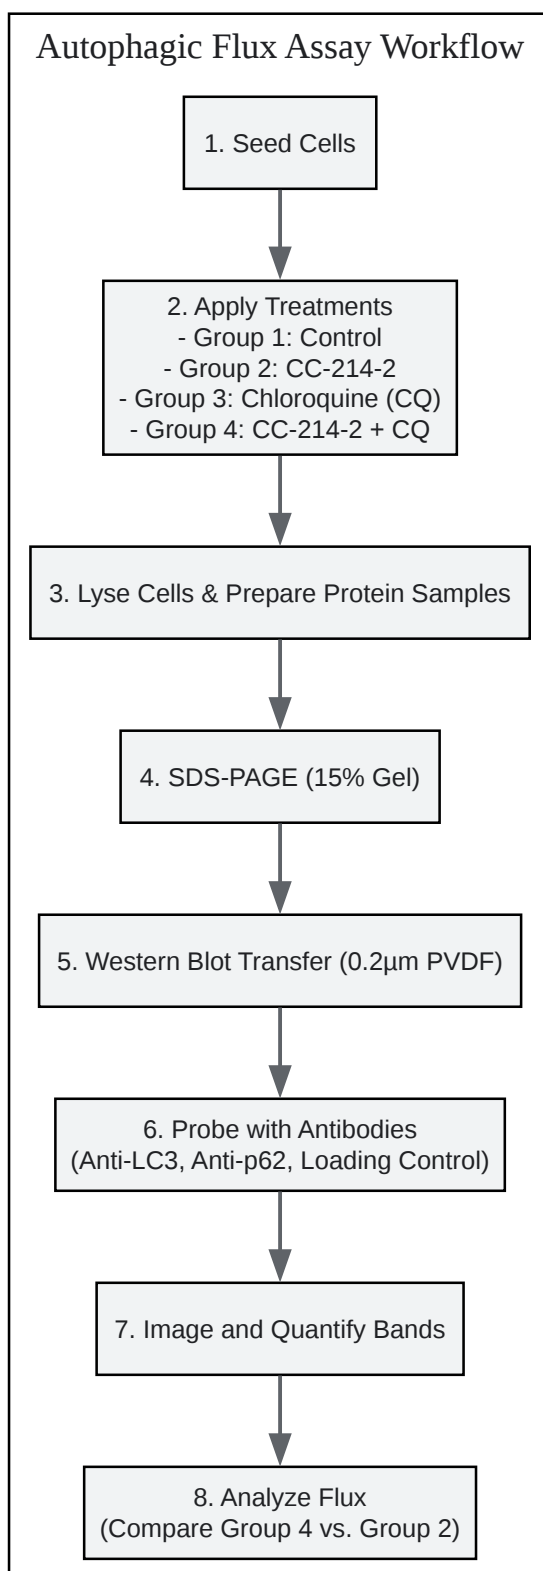 Autophagic Flux Assay Workflow
1. Seed Cells
2. Apply Treatments
- Group 1: Control
- Group 2: CC-214-2
- Group 3: Chloroquine (CQ)
- Group 4: CC-214-2 + CQ
3. Lyse Cells & Prepare Protein Samples
4. SDS-PAGE (15% Gel)
5. Western Blot Transfer (0.2µm PVDF)
6. Probe with Antibodies
(Anti-LC3, Anti-p62, Loading Control)
7. Image and Quantify Bands
8. Analyze Flux
(Compare Group 4 vs. Group 2)